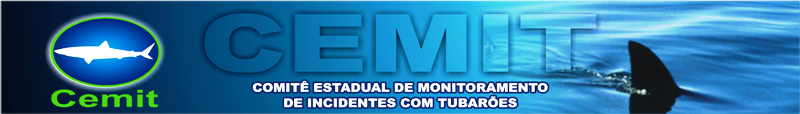 CEMIT
Cemit
COMITÊ ESTADUAL DE MONITORAMENTO
DE INCIDENTES COM TUBARÕES